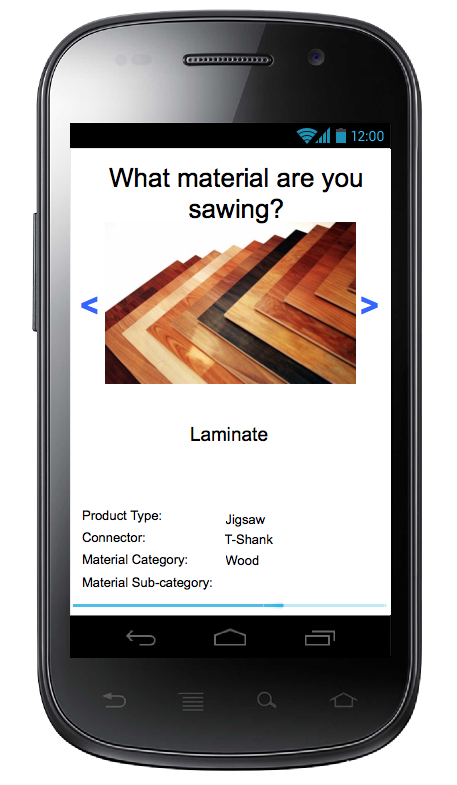 12:00
What material are you
sawing?
< >
Laminate
Product Type: Jigsaw
Connector: T-Shank
Material Category: Wood
Material Sub-category: